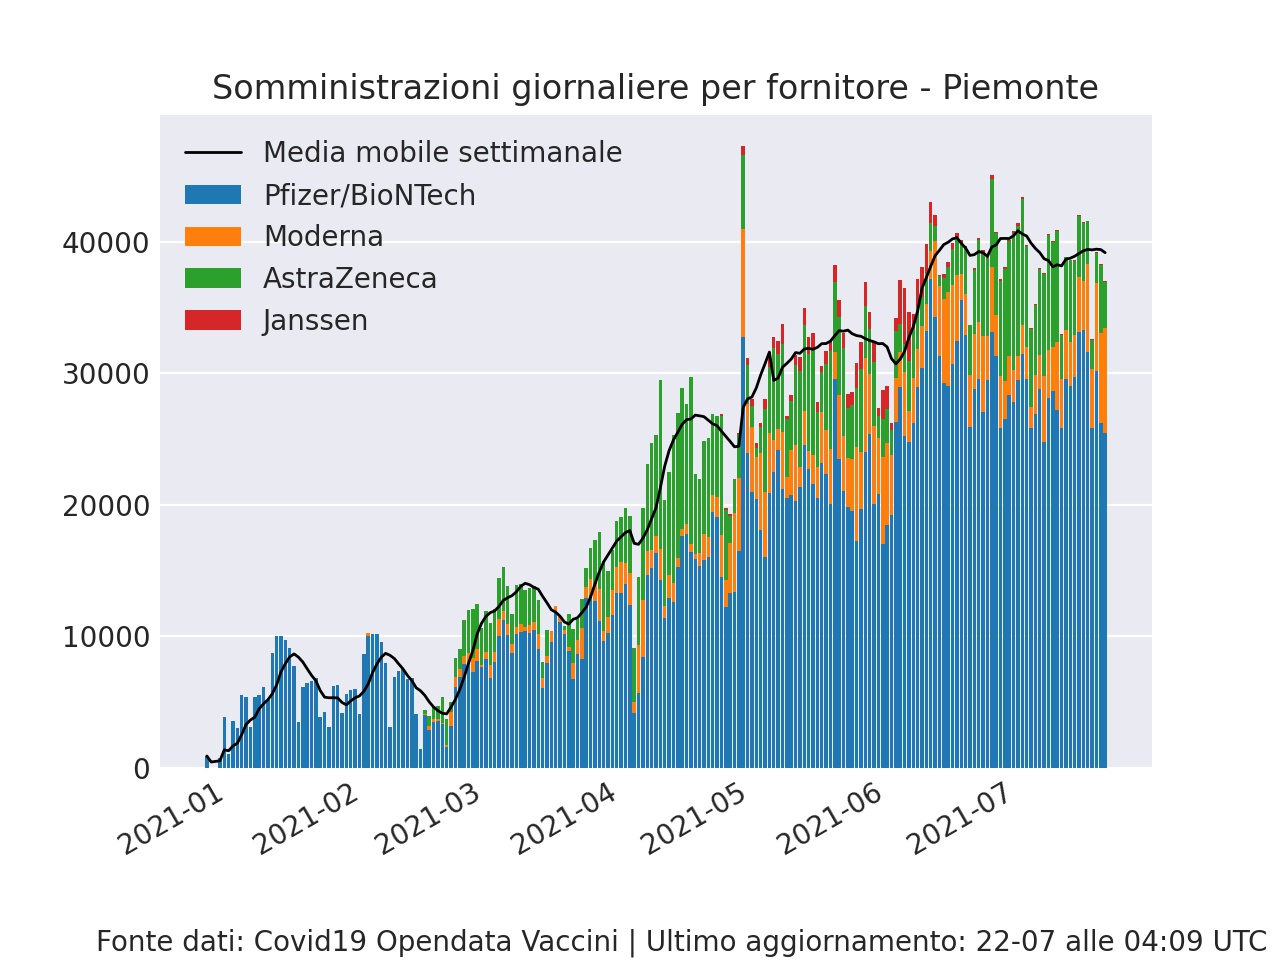 Somministrazioni giornaliere per fornitore - Piemonte
Media mobile settimanale
Pfizer/BioNTech
Moderna
AstraZeneca
Janssen
40000
30000
20000
10000
0
2021-01
2021-02
2021-03
2021-04
2021-05
2021-06
2021-07
Fonte dati: Covid19 Opendata Vaccini | Ultimo aggiornamento: 22-07 alle 04:09 UTC